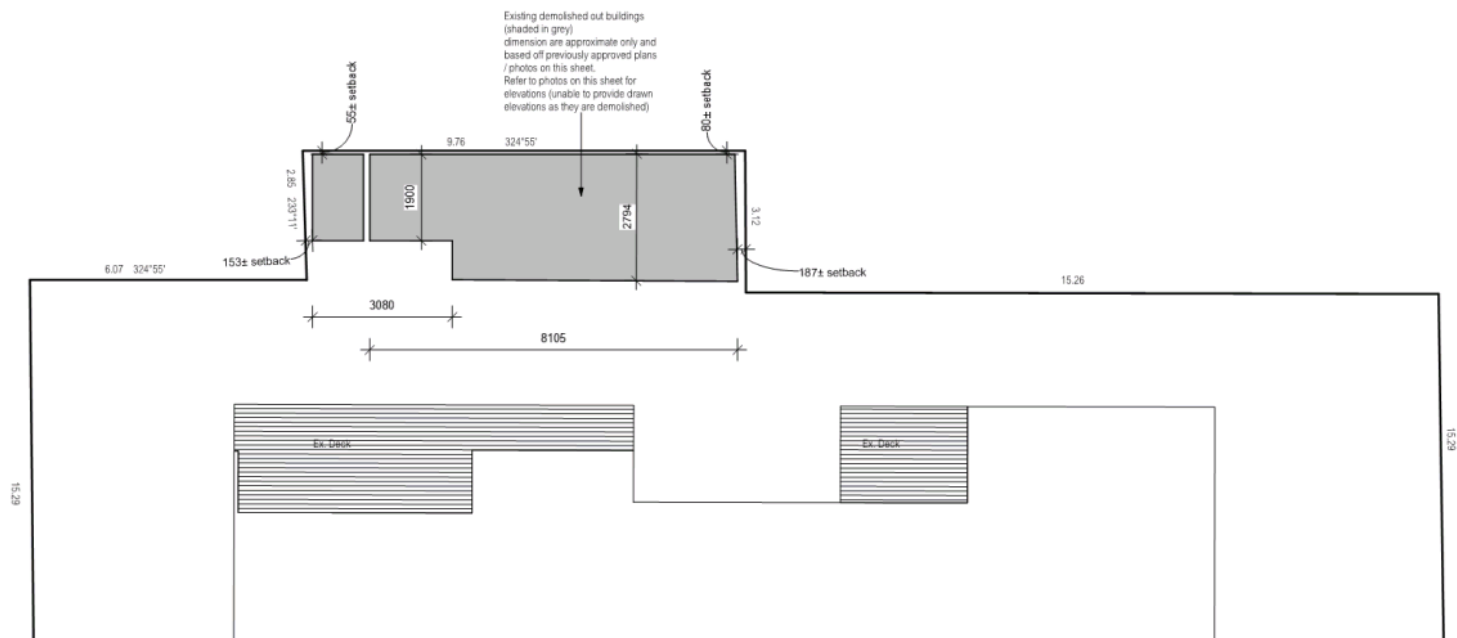 Existing demolished out buildings
(shaded in grey)
dimension are approximate only and
based off previously approved plans
/ photos on this sheet.
Refer to photos on this sheet for
elevations (unable to provide drawn
elevations as they are demolished)
55± setback
80± setback
9.76 324°55'
2.85 233°11'
1900
2794
3.12
153± setback
187± setback
6.07 324°55'
15.26
3080
8105
Ex. Deck
Ex. Deck
15.29
15.29